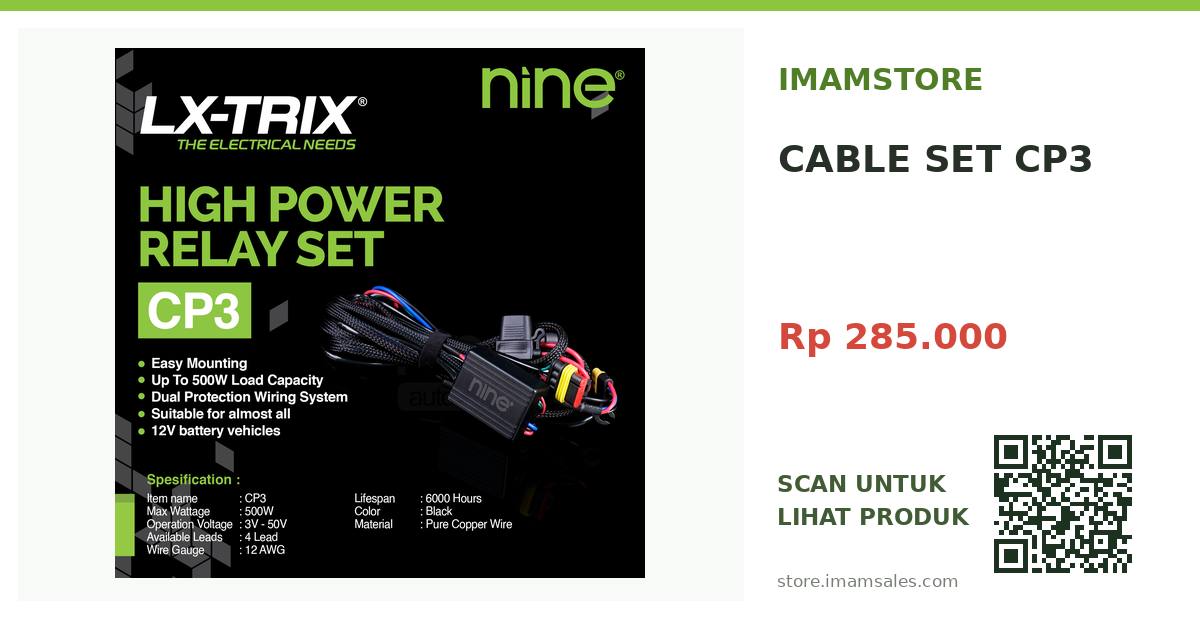 nine®
LX-TRIX®
THE ELECTRICAL NEEDS
HIGH POWER
RELAY SET
CP3
Easy Mounting
Up To 500W Load Capacity
Dual Protection Wiring System
Suitable for almost all
12V battery vehicles
nine®
Spesification :
Item name : CP3
Max Wattage : 500W
Operation Voltage : 3V - 50V
Available Leads : 4 Lead
Wire Gauge : 12 AWG
Lifespan : 6000 Hours
Color : Black
Material : Pure Copper Wire
IMAMSTORE
CABLE SET CP3
Rp 285.000
SCAN UNTUK
LIHAT PRODUK
store.imamsales.com